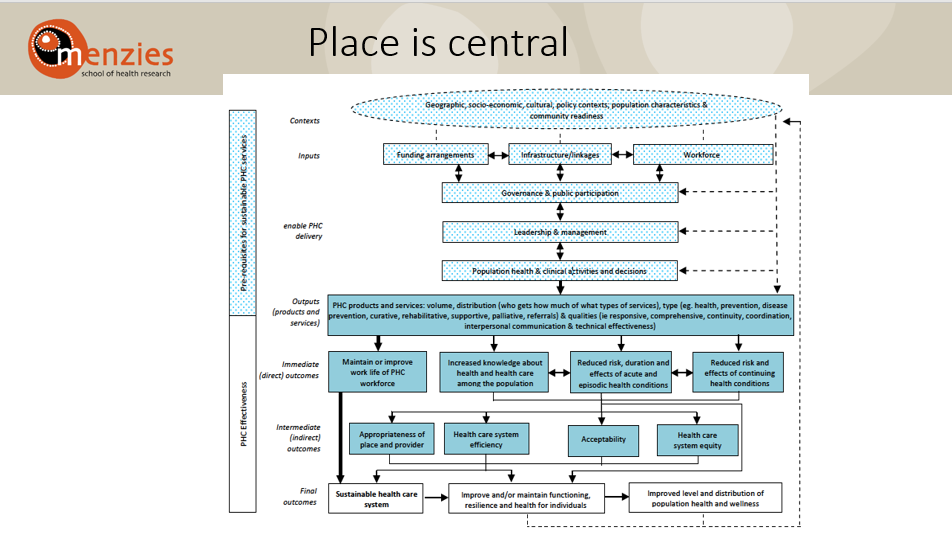 menzies
school of health research
Place is central
Pre-requisites for sustainable PHC services
PHC Effectiveness
Contexts
Geographic, socio-economic, cultural, policy contexts; population characteristics &
community readiness
Inputs
Funding arrangements
Infrastructure/linkages
Workforce
Governance & public participation
enable PHC
delivery
Leadership & management
Population health & clinical activities and decisions
Outputs
(products and
services)
PHC products and services: volume, distribution (who gets how much of what types of services), type (eg. health, prevention, disease
prevention, curative, rehabilitative, supportive, palliative, referrals) & qualities (ie responsive, comprehensive, continuity, coordination,
interpersonal communication & technical effectiveness)
Immediate
(direct) outcomes
Maintain or improve
work life of PHC
workforce
Increased knowledge about
health and health care
among the population
Reduced risk, duration and
effects of acute and
episodic health conditions
Reduced risk and
effects of continuing
health conditions
Intermediate
(indirect)
outcomes
Appropriateness of
place and provider
Health care system
efficiency
Acceptability
Health care
system equity
Final
outcomes
Sustainable health care
system
Improve and/or maintain functioning,
resilience and health for individuals
Improved level and distribution of
population health and wellness